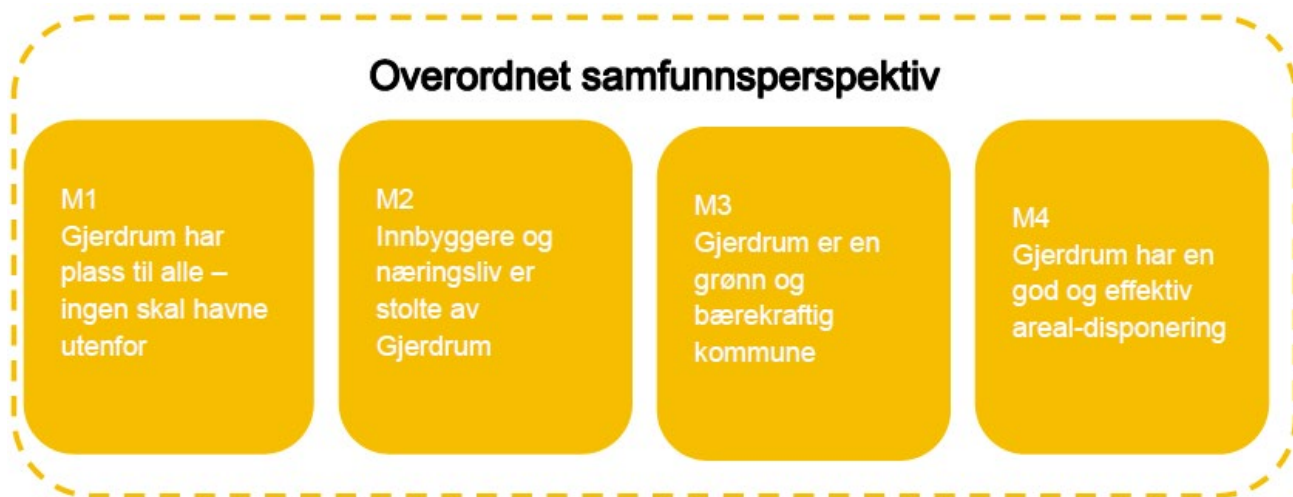 Overordnet samfunnsperspektiv
M1
Gjerdrum har
plass til alle –
ingen skal havne
utenfor
M2
Innbyggere og
næringsliv er
stolte av
Gjerdrum
M3
Gjerdrum er en
grønn og
bærekraftig
kommune
M4
Gjerdrum har en
god og effektiv
areal-disponering